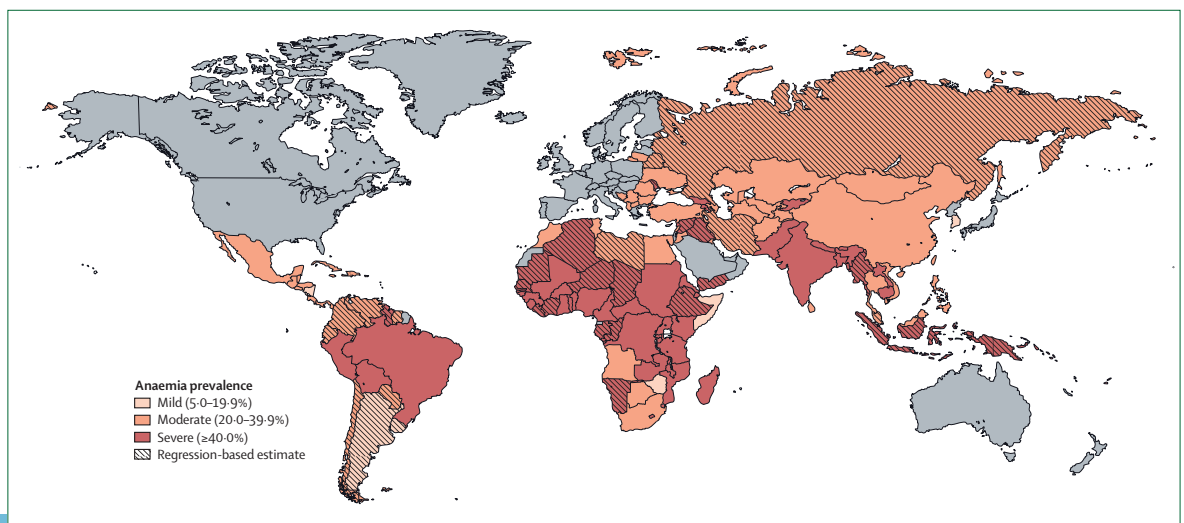 Anaemia prevalence
Mild (5·0–19·9%)
Moderate (20·0–39·9%)
Severe (≥40·0%)
Regression-based estimate